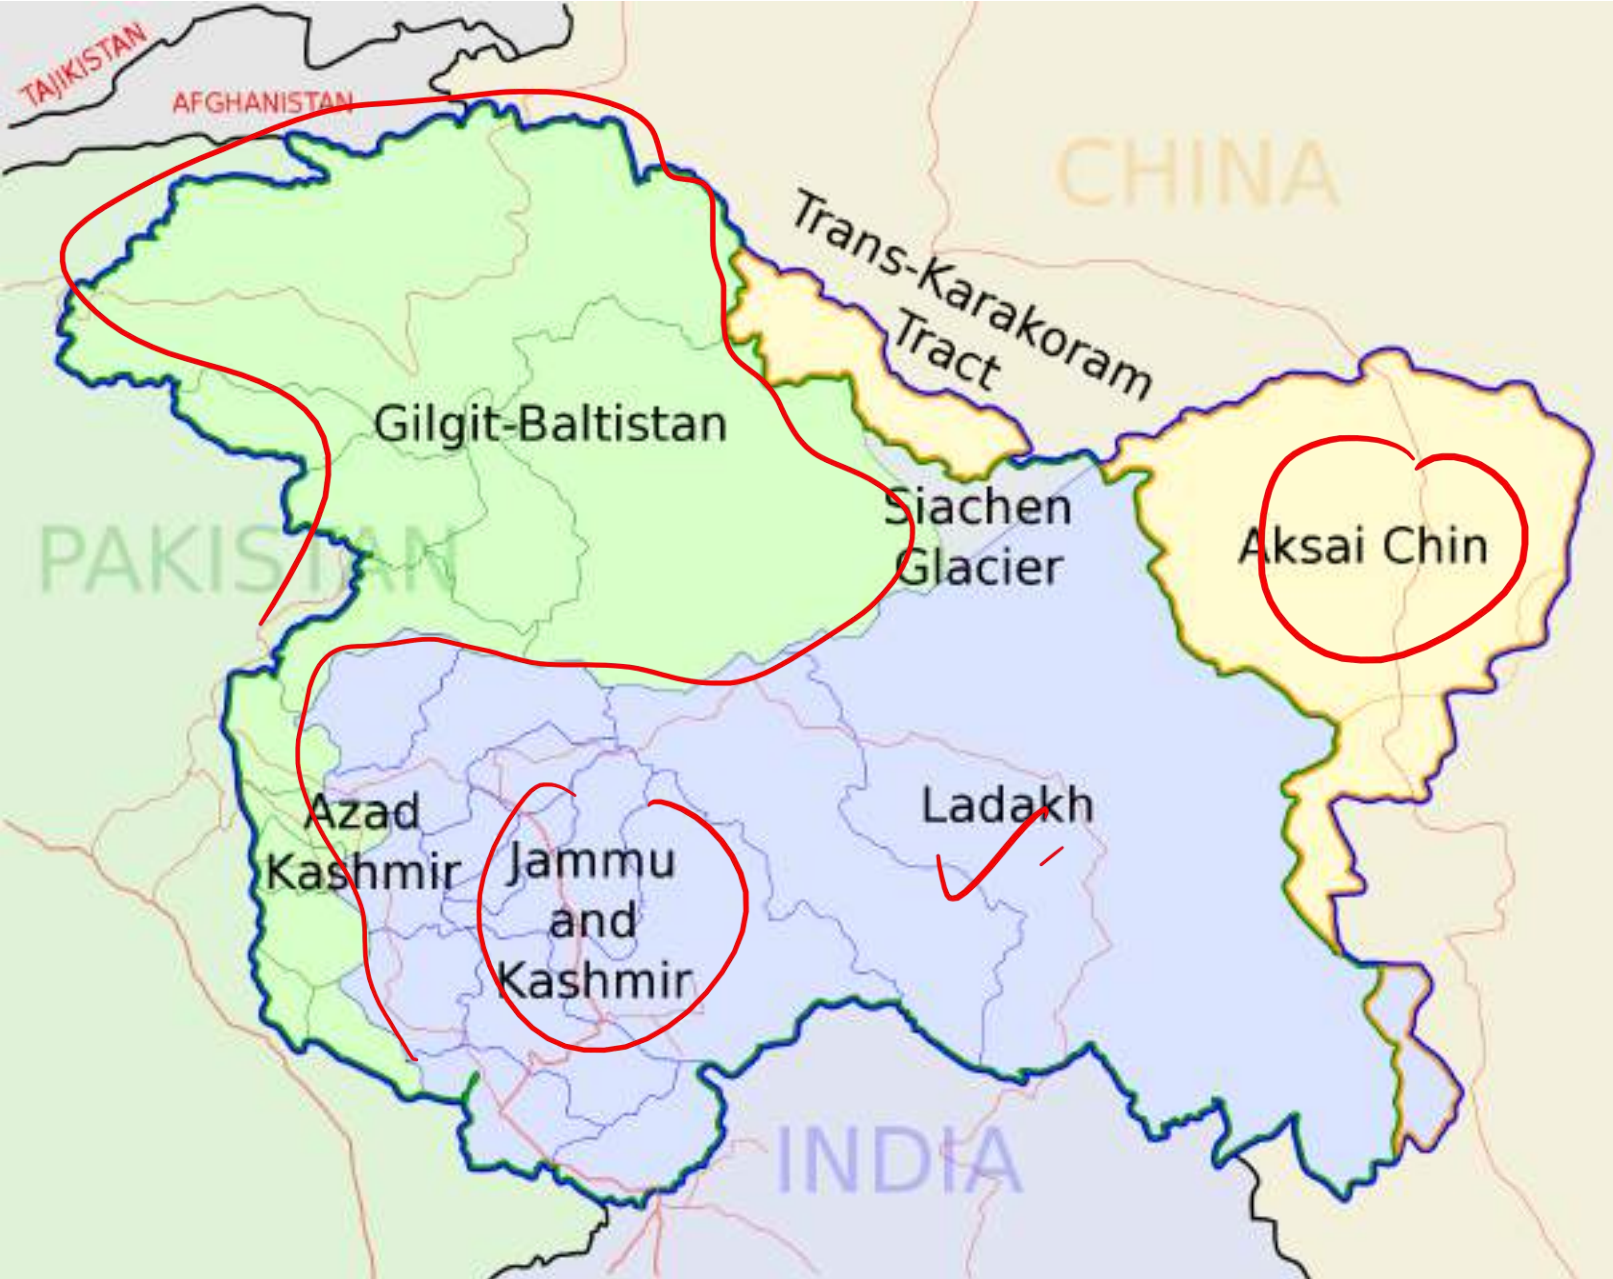 TAJIKISTAN
AFGHANISTAN
CHINA
Trans-Karakoram
Tract
Gilgit-Baltistan
Siachen
Glacier
Aksai Chin
PAKISTAN
Azad
Kashmir
Ladakh
Jammu
and
Kashmir
INDIA